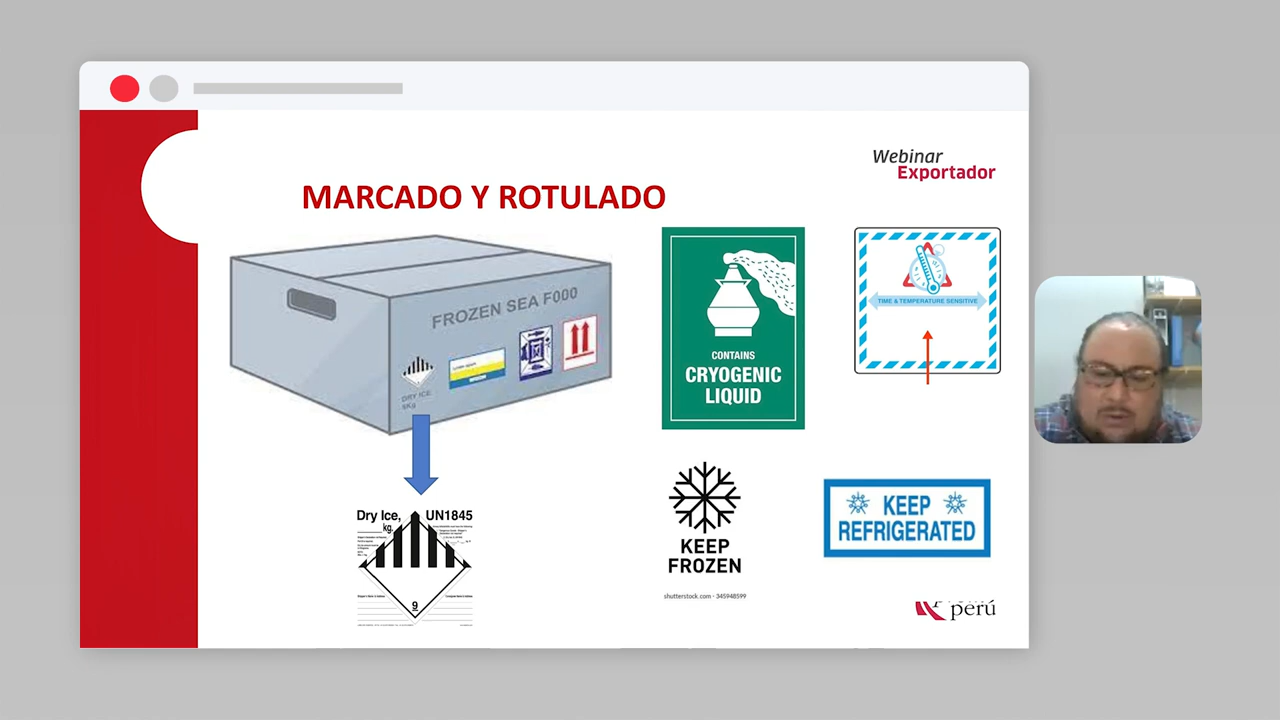 Webinar
Exportador
MARCADO Y ROTULADO
FROZEN SEA F000
DRY ICE
CONTAINS
CRYOGENIC
LIQUID
TIME & TEMPERATURE SENSITIVE
Dry Ice, UN1845
kg.
9
KEEP
FROZEN
shutterstock.com · 345948599
KEEP
REFRIGERATED
perú